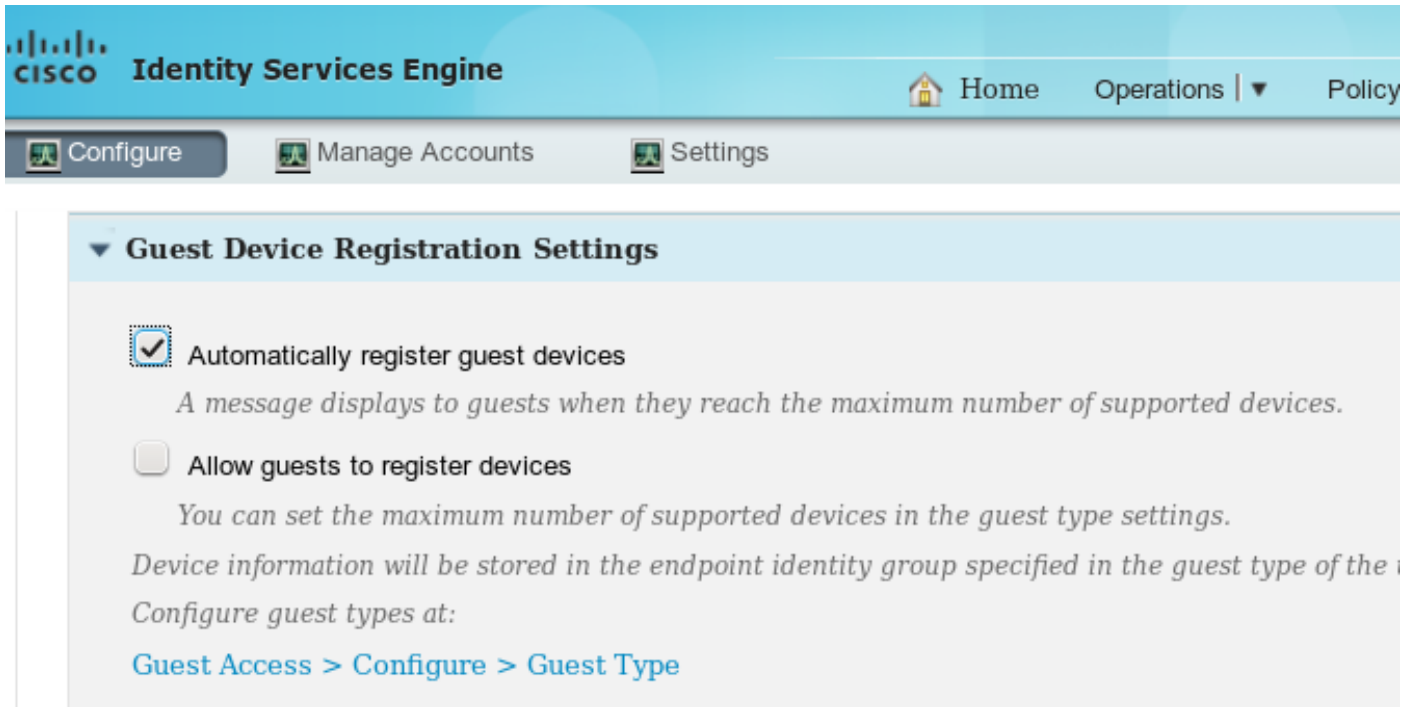 CISCO Identity Services Engine
Home Operations Policy
Configure Manage Accounts Settings
Guest Device Registration Settings
Automatically register guest devices
A message displays to guests when they reach the maximum number of supported devices.
Allow guests to register devices
You can set the maximum number of supported devices in the guest type settings.
Device information will be stored in the endpoint identity group specified in the guest type of the
Configure guest types at:
Guest Access > Configure > Guest Type